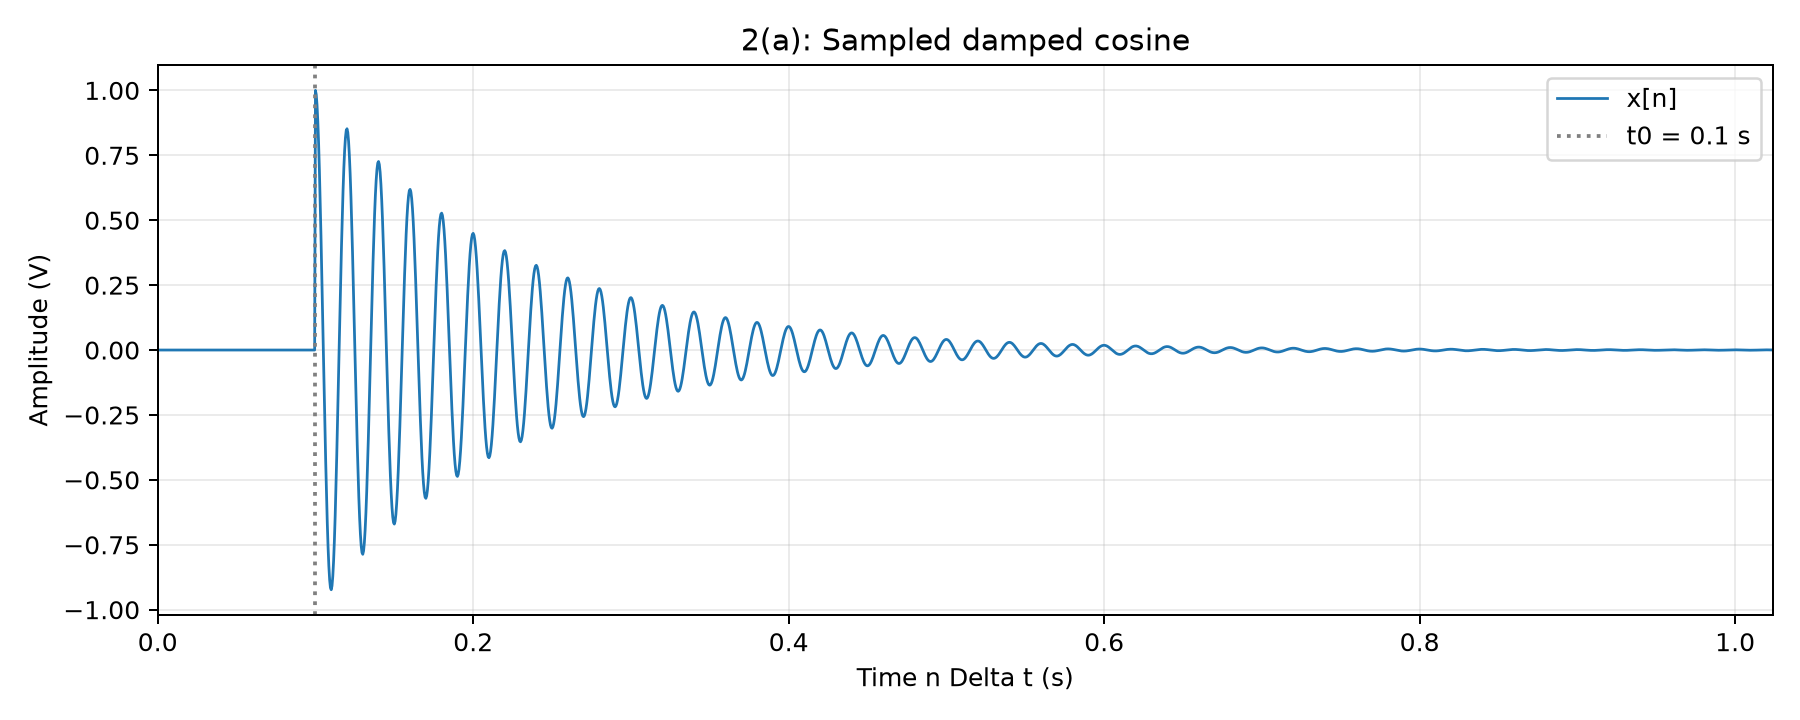 2(a): Sampled damped cosine
x[n]
t0 = 0.1 s
1.00
0.75
0.50
0.25
0.00
−0.25
−0.50
−0.75
−1.00
Amplitude (V)
0.0 0.2 0.4 0.6 0.8 1.0
Time n Delta t (s)